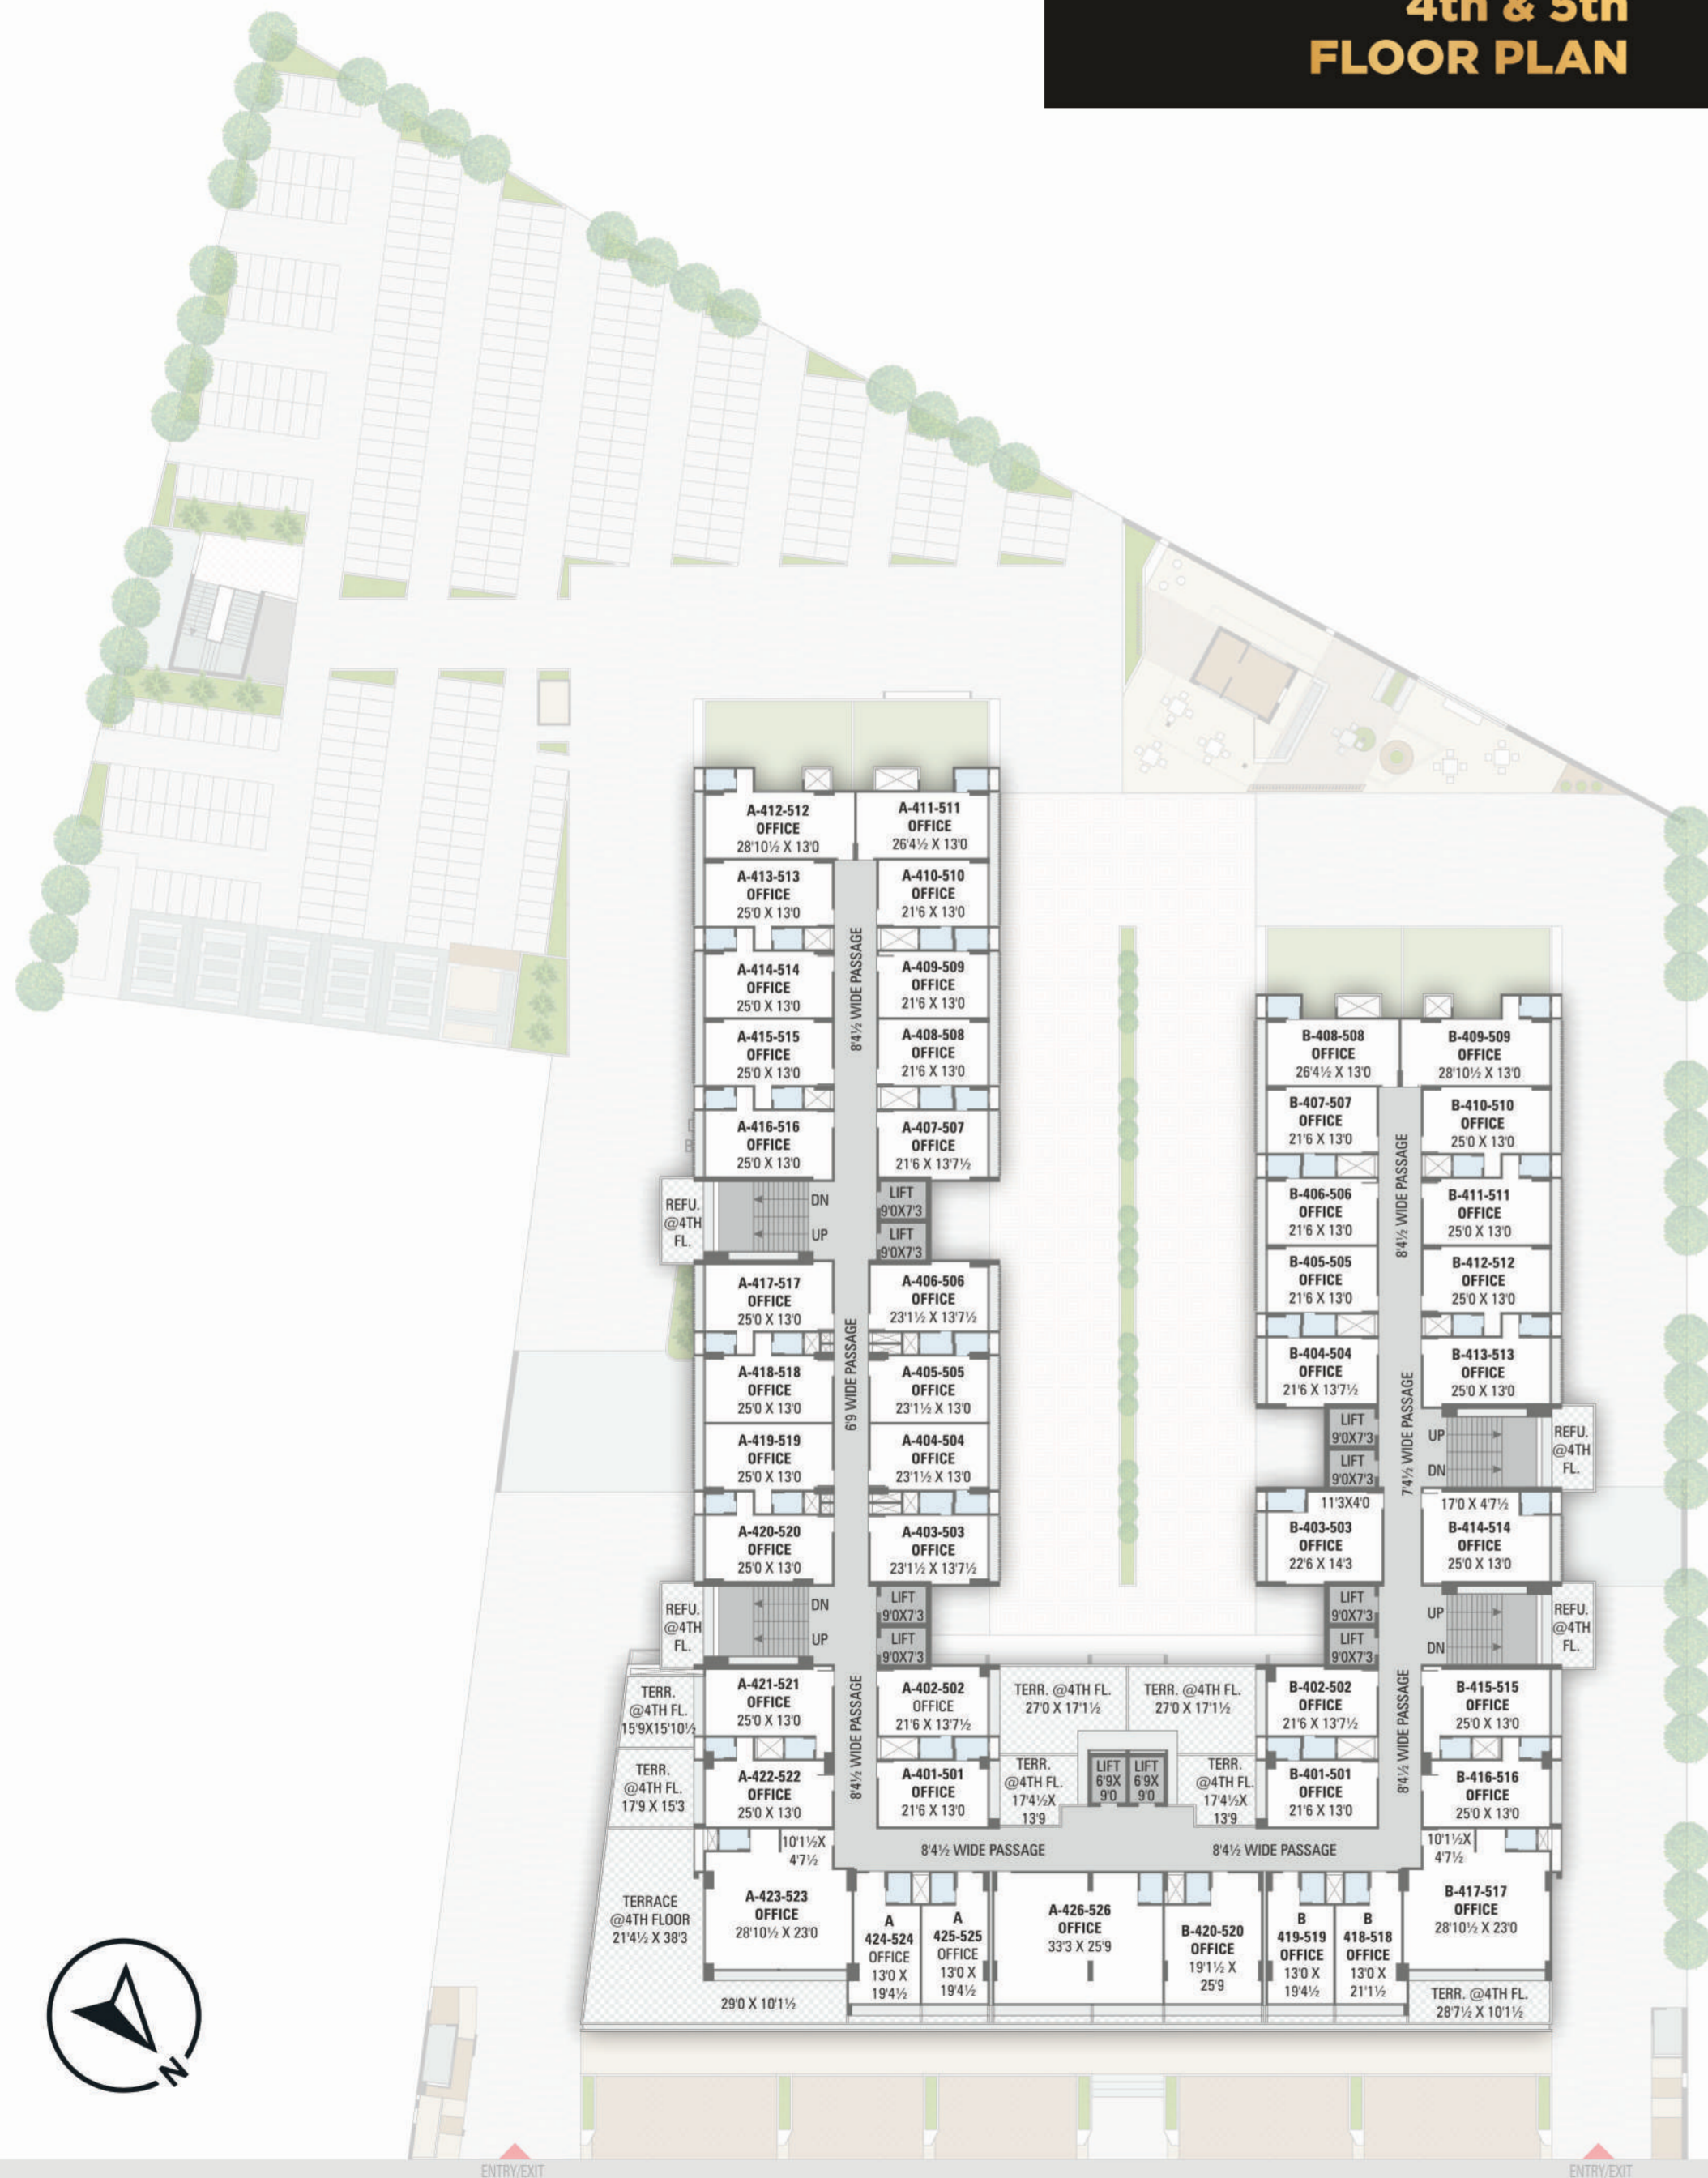 4th & 5th
FLOOR PLAN
A-412-512
OFFICE
28'10½ X 13'0
A-411-511
OFFICE
26'4½ X 13'0
A-413-513
OFFICE
25'0 X 13'0
A-410-510
OFFICE
21'6 X 13'0
A-414-514
OFFICE
25'0 X 13'0
8'4½ WIDE PASSAGE
A-409-509
OFFICE
21'6 X 13'0
A-415-515
OFFICE
25'0 X 13'0
A-408-508
OFFICE
21'6 X 13'0
A-416-516
OFFICE
25'0 X 13'0
A-407-507
OFFICE
21'6 X 13'7½
REFU.
@4TH
FL.
DN
UP
LIFT
9'0X7'3
LIFT
9'0X7'3
A-417-517
OFFICE
25'0 X 13'0
A-406-506
OFFICE
23'1½ X 13'7½
6'9 WIDE PASSAGE
A-418-518
OFFICE
25'0 X 13'0
A-405-505
OFFICE
23'1½ X 13'0
A-419-519
OFFICE
25'0 X 13'0
A-404-504
OFFICE
23'1½ X 13'0
A-420-520
OFFICE
25'0 X 13'0
A-403-503
OFFICE
23'1½ X 13'7½
REFU.
@4TH
FL.
DN
UP
LIFT
9'0X7'3
LIFT
9'0X7'3
TERR.
@4TH FL.
15'9X15'10½
A-421-521
OFFICE
25'0 X 13'0
8'4½ WIDE PASSAGE
A-402-502
OFFICE
21'6 X 13'7½
TERR. @4TH FL.
27'0 X 17'1½
TERR. @4TH FL.
27'0 X 17'1½
TERR.
@4TH FL.
17'9 X 15'3
A-422-522
OFFICE
25'0 X 13'0
A-401-501
OFFICE
21'6 X 13'0
TERR.
@4TH FL.
17'4½X
13'9
LIFT
6'9X
9'0
LIFT
6'9X
9'0
TERR.
@4TH FL.
17'4½X
13'9
B-408-508
OFFICE
26'4½ X 13'0
B-409-509
OFFICE
28'10½ X 13'0
B-407-507
OFFICE
21'6 X 13'0
B-410-510
OFFICE
25'0 X 13'0
8'4½ WIDE PASSAGE
B-406-506
OFFICE
21'6 X 13'0
B-411-511
OFFICE
25'0 X 13'0
B-405-505
OFFICE
21'6 X 13'0
B-412-512
OFFICE
25'0 X 13'0
B-404-504
OFFICE
21'6 X 13'7½
B-413-513
OFFICE
25'0 X 13'0
7'4½ WIDE PASSAGE
LIFT
9'0X7'3
LIFT
9'0X7'3
UP
DN
REFU.
@4TH
FL.
11'3X4'0
B-403-503
OFFICE
22'6 X 14'3
17'0 X 4'7½
B-414-514
OFFICE
25'0 X 13'0
LIFT
9'0X7'3
LIFT
9'0X7'3
UP
DN
REFU.
@4TH
FL.
B-402-502
OFFICE
21'6 X 13'7½
8'4½ WIDE PASSAGE
B-415-515
OFFICE
25'0 X 13'0
B-401-501
OFFICE
21'6 X 13'0
B-416-516
OFFICE
25'0 X 13'0
8'4½ WIDE PASSAGE
8'4½ WIDE PASSAGE
TERRACE
@4TH FLOOR
21'4½ X 38'3
10'1½X
4'7½
A-423-523
OFFICE
28'10½ X 23'0
29'0 X 10'1½
A
424-524
OFFICE
13'0 X
19'4½
A
425-525
OFFICE
13'0 X
19'4½
A-426-526
OFFICE
33'3 X 25'9
B-420-520
OFFICE
19'1½ X
25'9
B
419-519
OFFICE
13'0 X
19'4½
B
418-518
OFFICE
13'0 X
21'1½
10'1½X
4'7½
B-417-517
OFFICE
28'10½ X 23'0
TERR. @4TH FL.
28'7½ X 10'1½
N
ENTRY/EXIT
ENTRY/EXIT